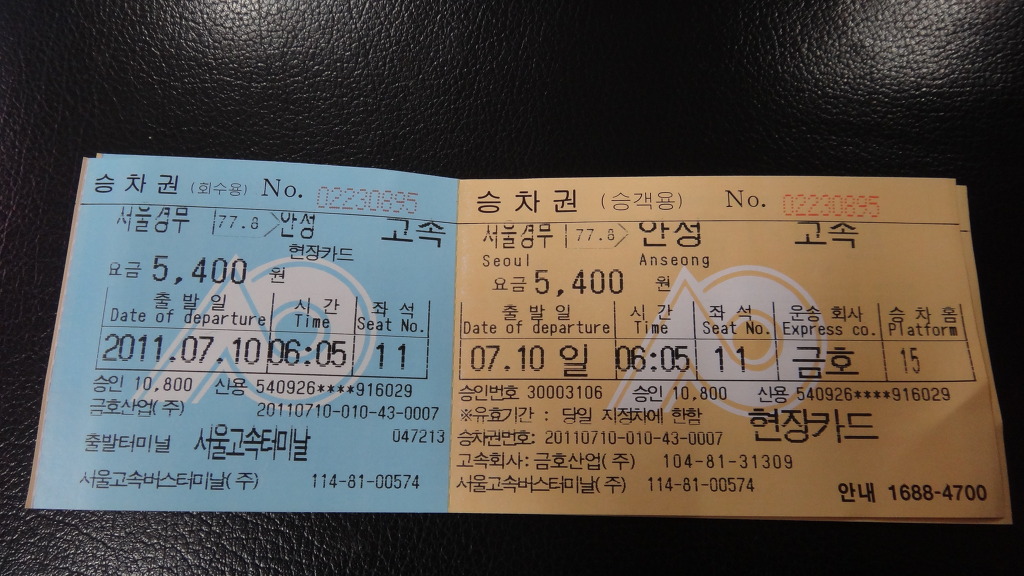 승차권 (회수용) No. 02230895
서울경부 77.8 > 안성 고속
현장카드
요금 5,400 원
출발일 시간 좌석
Date of departure Time Seat No.
2011.07.10 06:05 11
승인 10,800 신용 540926****916029
금호산업(주) 20110710-010-43-0007
출발터미널 서울고속터미날 047213
서울고속버스터미날(주) 114-81-00574
승차권 (승객용) No. 02230895
서울경부 77.8 > 안성 고속
Seoul Anseong
요금 5,400 원
출발일 시간 좌석 운송회사 승차홈
Date of departure Time Seat No. Express co. Platform
07.10 일 06:05 11 금호 15
승인번호 30003106 승인 10,800 신용 540926****916029
※유효기간 : 당일 지정차에 한함 현장카드
승차권번호: 20110710-010-43-0007
고속회사: 금호산업(주) 104-81-31309
서울고속버스터미날(주) 114-81-00574
안내 1688-4700